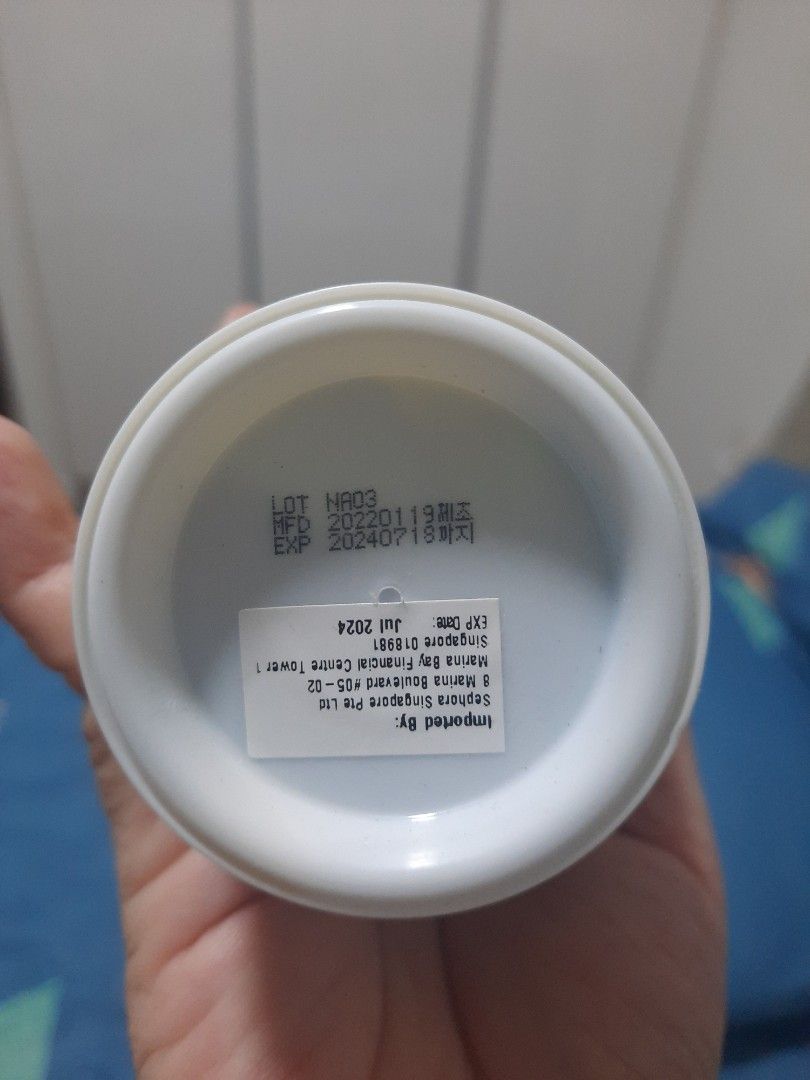 LOT NA03
MFD 20220119제조
EXP 20240718까지
Imported By:
Sephora Singapore Pte Ltd
8 Marina Boulevard #05-02
Marina Bay Financial Centre Tower 1
Singapore 018981
EXP Date: Jul 2024